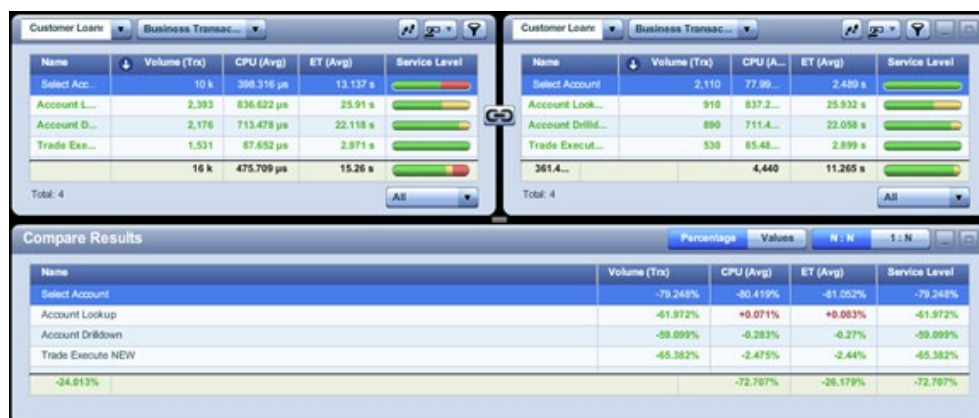 Customer Loans Business Transac...
Name Volume (Trx) CPU (Avg) ET (Avg) Service Level
Select Acc... 10 k 398.316 µs 13.137 s
Account L... 2,393 836.622 µs 25.91 s
Account D... 2,176 713.478 µs 22.118 s
Trade Exe... 1,531 87.652 µs 2.971 s
16 k 475.709 µs 15.26 s
Total: 4
All
Customer Loans Business Transac...
Name Volume (Trx) CPU (A... ET (Avg) Service Level
Select Account 2,110 77.99... 2.489 s
Account Look... 910 837.2... 25.932 s
Account Drilld... 890 711.4... 22.058 s
Trade Execut... 530 85.48... 2.899 s
361.4... 4,440 11.265 s
Total: 4
All
Compare Results Percentage Values N : N 1 : N
Name Volume (Trx) CPU (Avg) ET (Avg) Service Level
Select Account -79.248% -80.419% -81.052% -79.248%
Account Lookup -61.972% +0.071% +0.083% -61.972%
Account Drilldown -59.099% -0.283% -0.27% -59.099%
Trade Execute NEW -65.382% -2.475% -2.44% -65.382%
-24.013% -72.707% -26.179% -72.707%